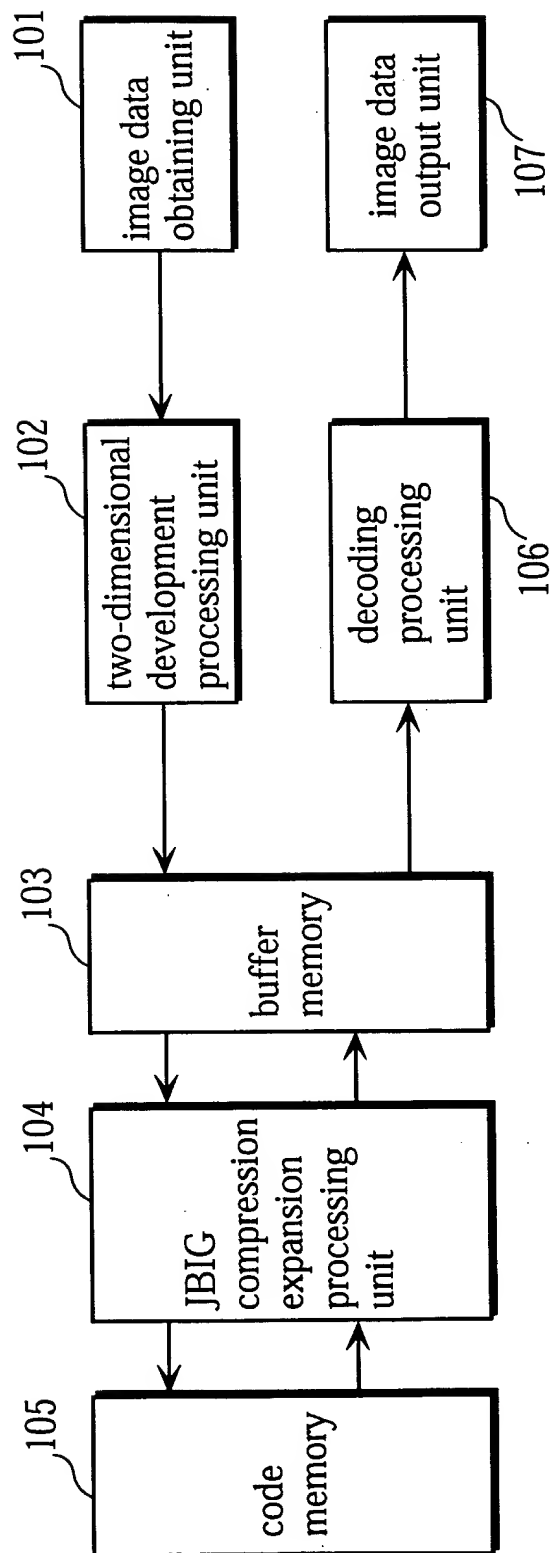 101
image data
obtaining unit
102
two-dimensional
development
processing unit
103
buffer
memory
104
JBIG
compression
expansion
processing
unit
105
code
memory
decoding
processing
unit
106
image data
output unit
107